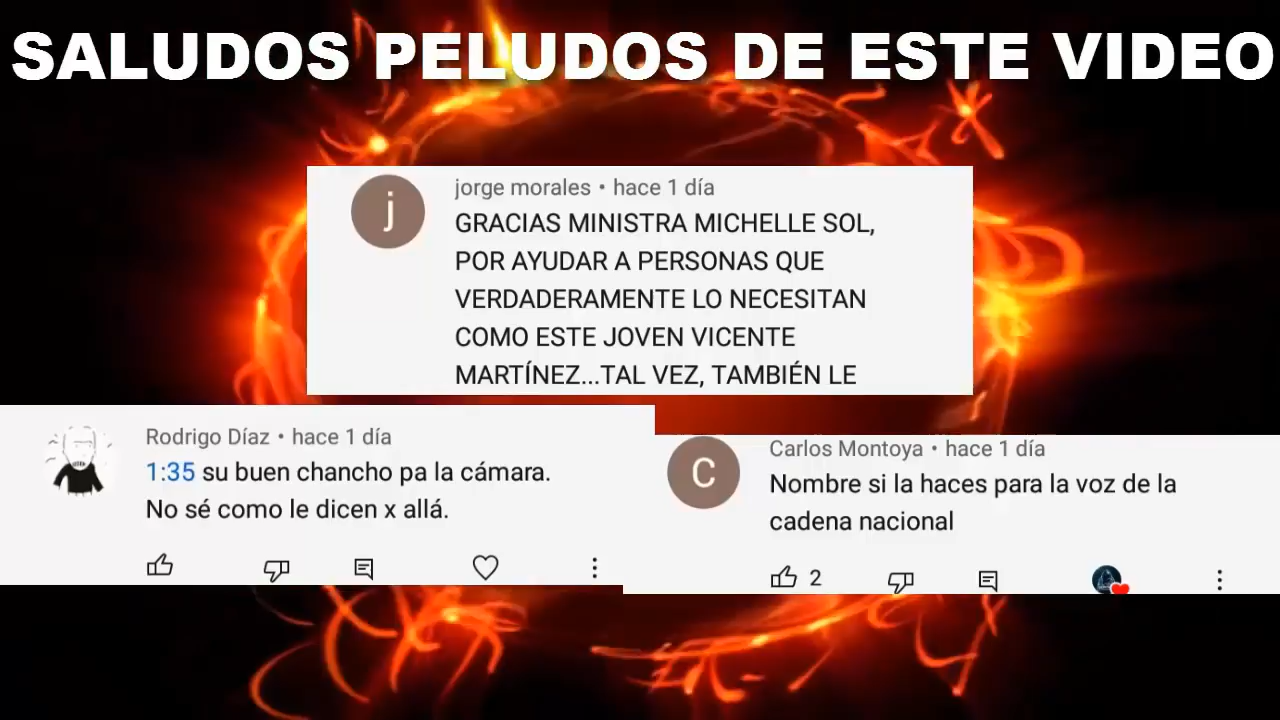 SALUDOS PELUDOS DE ESTE VIDEO
j
jorge morales • hace 1 día
GRACIAS MINISTRA MICHELLE SOL,
POR AYUDAR A PERSONAS QUE
VERDADERAMENTE LO NECESITAN
COMO ESTE JOVEN VICENTE
MARTÍNEZ...TAL VEZ, TAMBIÉN LE
Rodrigo Díaz • hace 1 día
1:35 su buen chancho pa la cámara.
No sé como le dicen x allá.
C
Carlos Montoya • hace 1 día
Nombre si la haces para la voz de la
cadena nacional
2